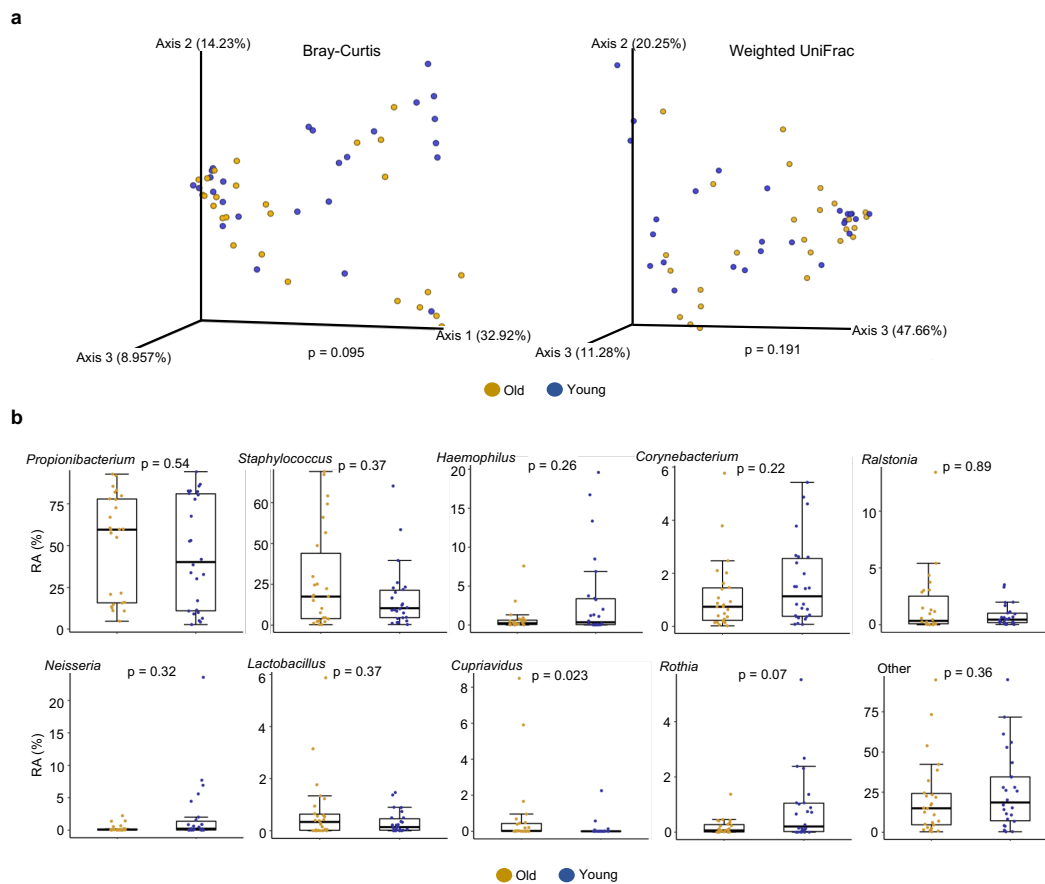 a
Bray-Curtis
Weighted UniFrac
Axis 2 (14.23%)
Axis 2 (20.25%)
Axis 1 (32.92%)
Axis 3 (47.66%)
Axis 3 (8.957%)
p = 0.095
Axis 3 (11.28%)
p = 0.191
Old
Young
b
Propionibacterium
p = 0.54
Staphylococcus
p = 0.37
Haemophilus
p = 0.26
Corynebacterium
p = 0.22
Ralstonia
p = 0.89
RA (%)
75
50
25
0
60
50
25
0
20
15
10
5
0
6
4
2
0
10
5
0
Neisseria
p = 0.32
Lactobacillus
p = 0.37
Cupriavidus
p = 0.023
Rothia
p = 0.07
Other
p = 0.36
RA (%)
20
15
10
5
0
6
4
2
0
8
6
4
2
0
4
2
0
75
50
25
0
Old
Young